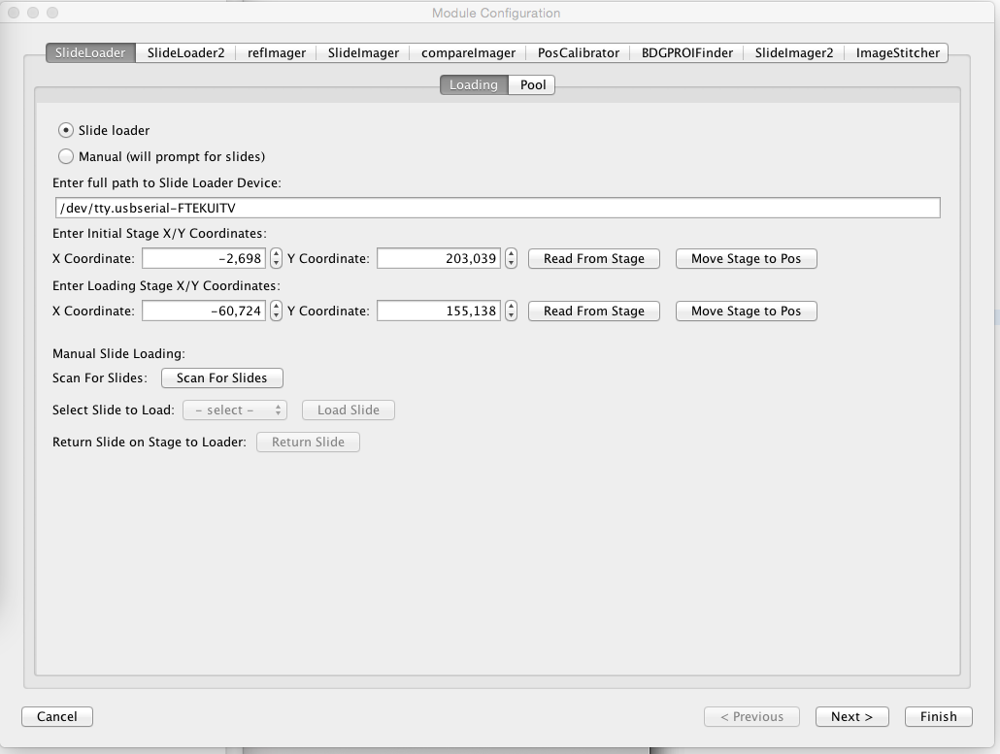 Module Configuration
SlideLoader SlideLoader2 refImager SlideImager compareImager PosCalibrator BDGPROIFinder SlideImager2 ImageStitcher
Loading Pool
Slide loader
Manual (will prompt for slides)
Enter full path to Slide Loader Device:
/dev/tty.usbserial-FTEKUITV
Enter Initial Stage X/Y Coordinates:
X Coordinate: -2,698 Y Coordinate: 203,039 Read From Stage Move Stage to Pos
Enter Loading Stage X/Y Coordinates:
X Coordinate: -60,724 Y Coordinate: 155,138 Read From Stage Move Stage to Pos
Manual Slide Loading:
Scan For Slides: Scan For Slides
Select Slide to Load: - select - Load Slide
Return Slide on Stage to Loader: Return Slide
Cancel < Previous Next > Finish